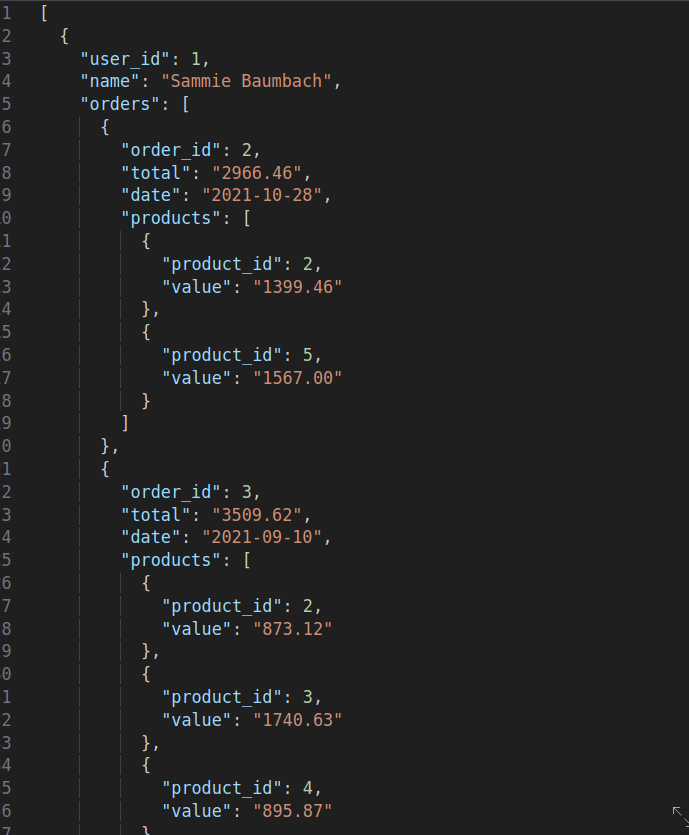 1 [
2 {
3 "user_id": 1,
4 "name": "Sammie Baumbach",
5 "orders": [
6 {
7 "order_id": 2,
8 "total": "2966.46",
9 "date": "2021-10-28",
0 "products": [
1 {
2 "product_id": 2,
3 "value": "1399.46"
4 },
5 {
6 "product_id": 5,
7 "value": "1567.00"
8 }
9 ]
0 },
1 {
2 "order_id": 3,
3 "total": "3509.62",
4 "date": "2021-09-10",
5 "products": [
6 {
7 "product_id": 2,
8 "value": "873.12"
9 },
0 {
1 "product_id": 3,
2 "value": "1740.63"
3 },
4 {
5 "product_id": 4,
6 "value": "895.87"
7 }